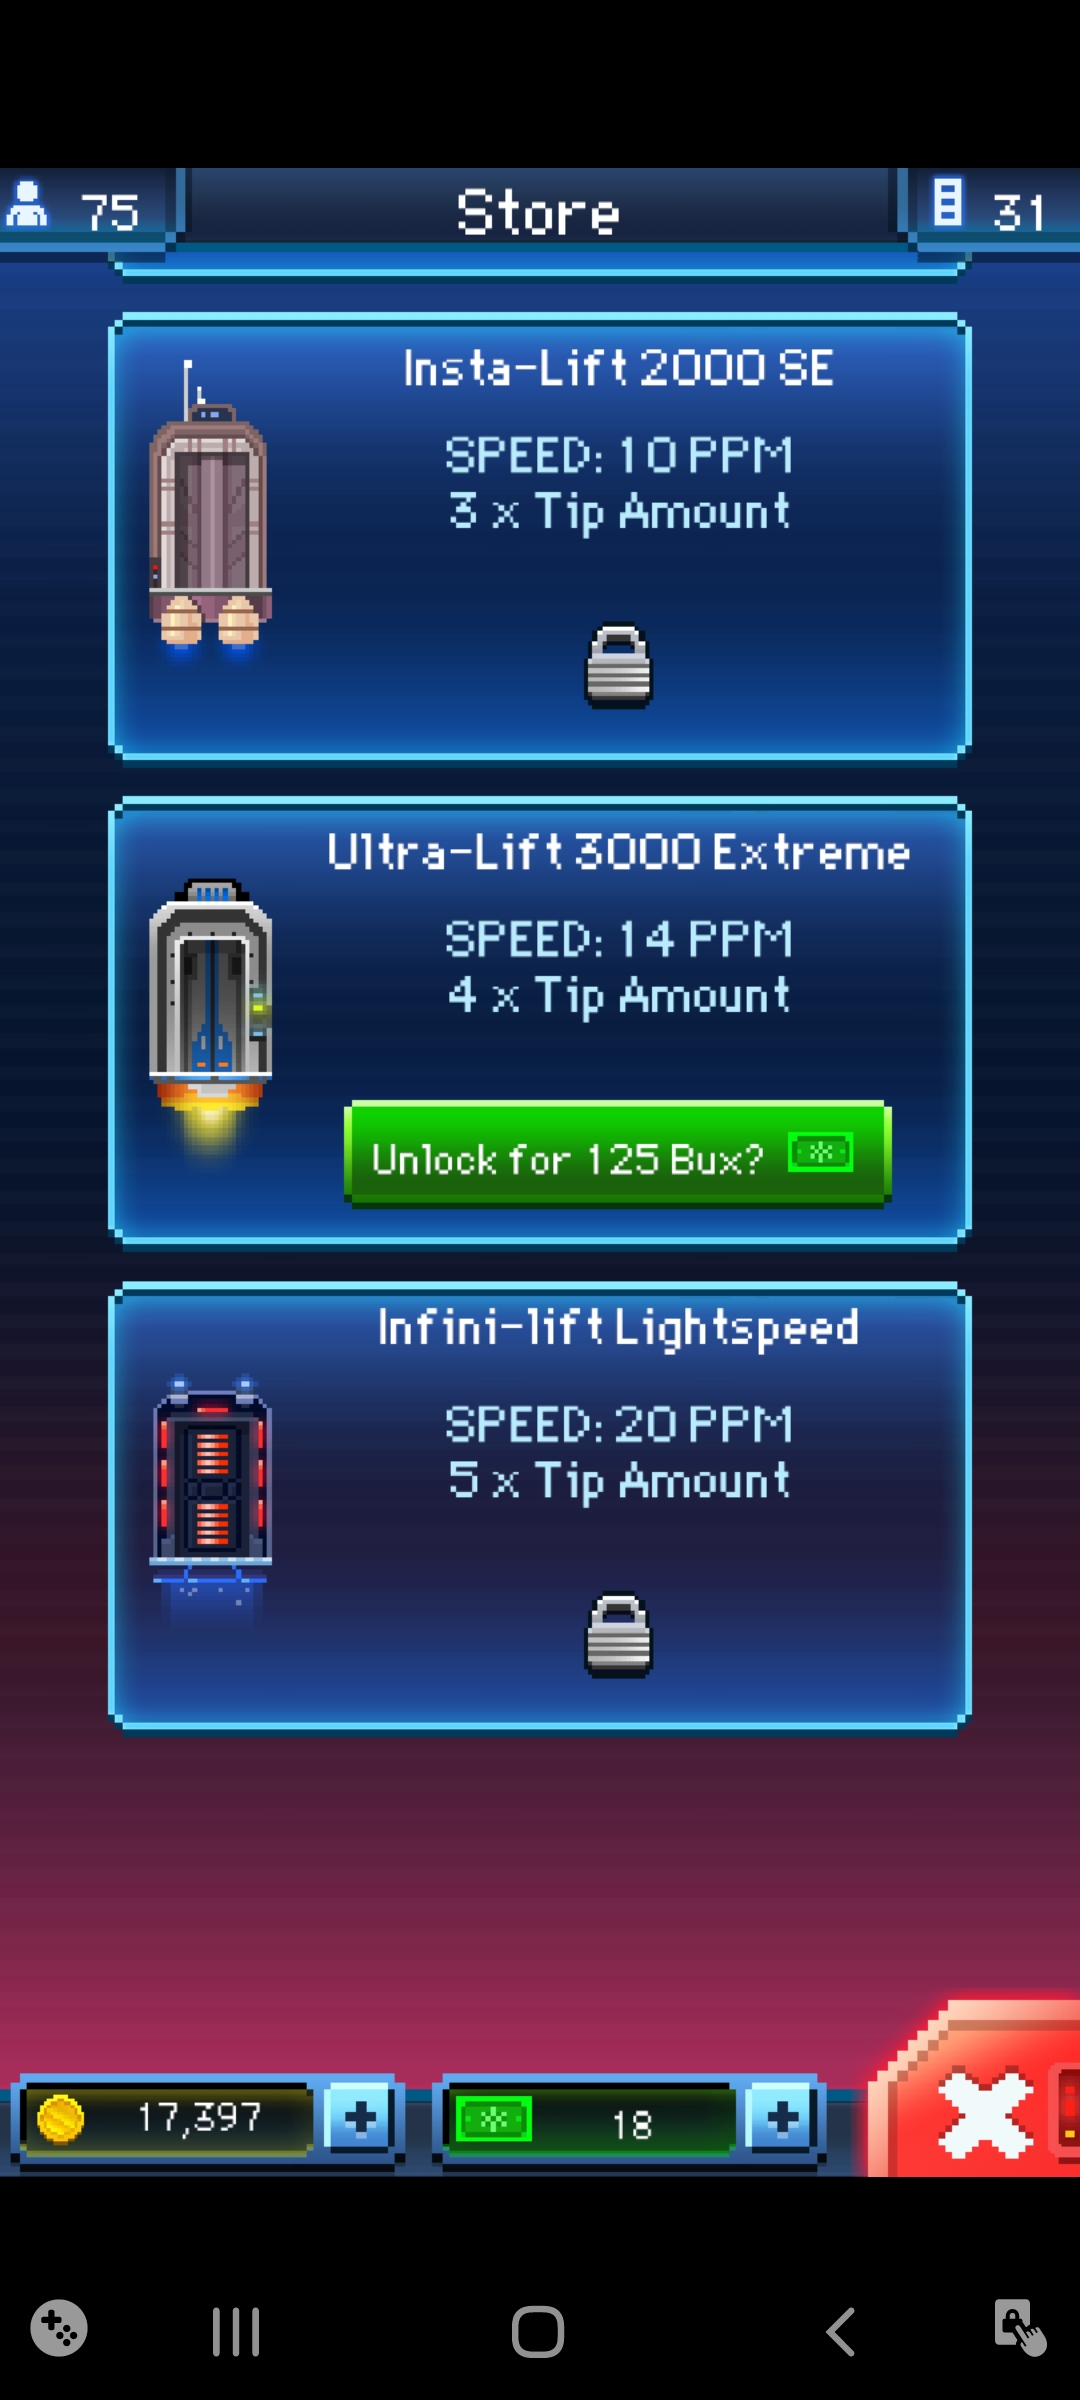 75
Store
31
Insta-Lift 2000 SE
SPEED: 10 PPM
3 x Tip Amount
Ultra-Lift 3000 Extreme
SPEED: 14 PPM
4 x Tip Amount
Unlock for 125 Bux?
Infini-lift Lightspeed
SPEED: 20 PPM
5 x Tip Amount
17,397
18